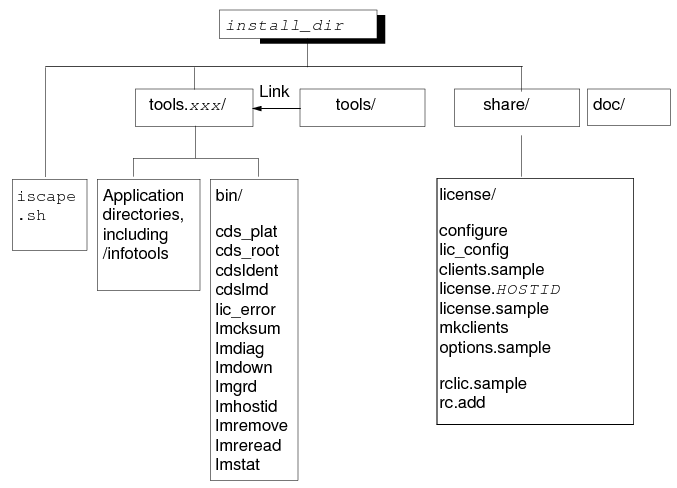 install_dir
Link
tools.xxx/
tools/
share/
doc/
iscape
.sh
Application
directories,
including
/infotools
bin/
cds_plat
cds_root
cdsIdent
cdslmd
lic_error
lmcksum
lmdiag
lmdown
lmgrd
lmhostid
lmremove
lmreread
lmstat
license/
configure
lic_config
clients.sample
license.HOSTID
license.sample
mkclients
options.sample
rclic.sample
rc.add